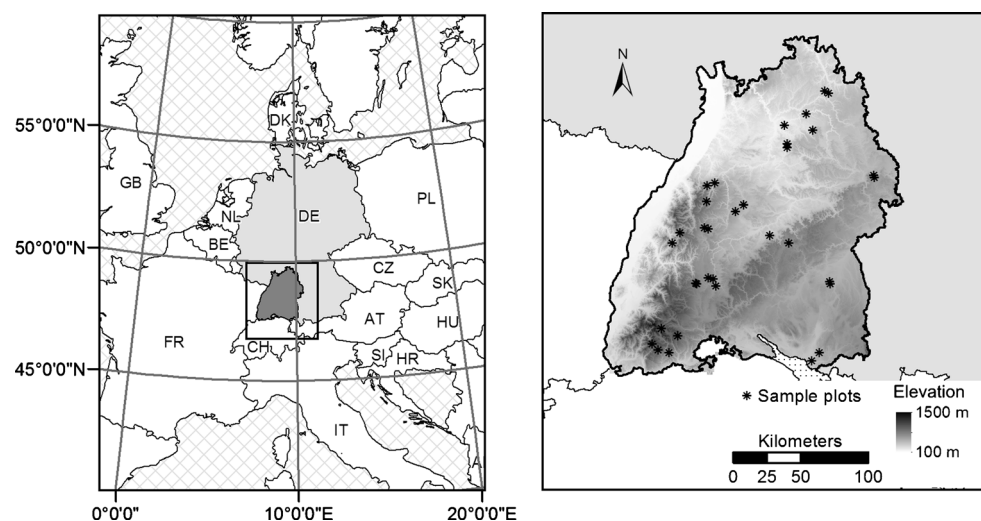 55°0'0"N
50°0'0"N
45°0'0"N
0°0'0"
10°0'0"E
20°0'0"E
DK
GB
NL
DE
PL
BE
CZ
SK
FR
AT
HU
CH
SI
HR
IT
A
N
Sample plots
Elevation
1500 m
100 m
Kilometers
0 25 50 100